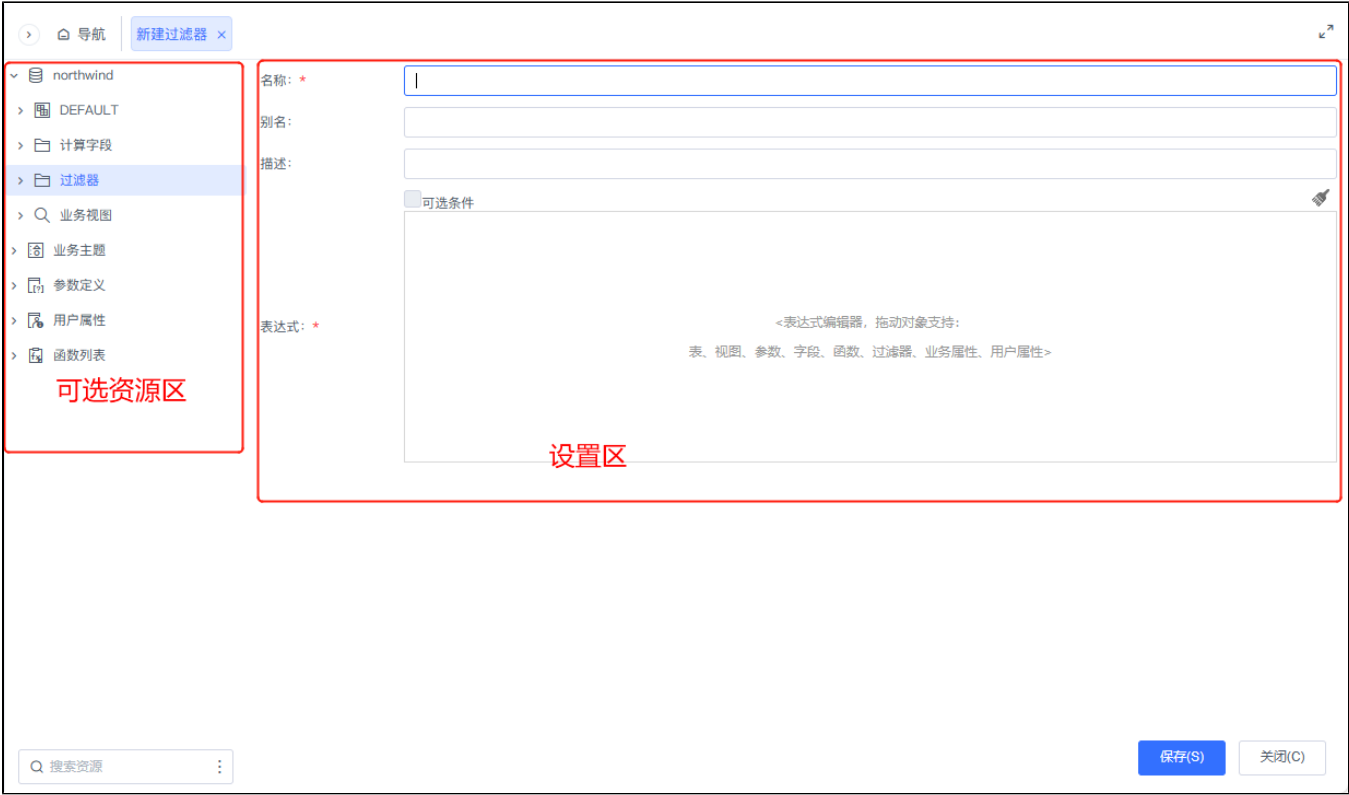 导航
新建过滤器 ×
northwind
DEFAULT
计算字段
过滤器
业务视图
业务主题
参数定义
用户属性
函数列表
可选资源区
名称: *
别名:
描述:
可选条件
表达式: *
<表达式编辑器，拖动对象支持:
表、视图、参数、字段、函数、过滤器、业务属性、用户属性>
设置区
搜索资源
保存(S)
关闭(C)